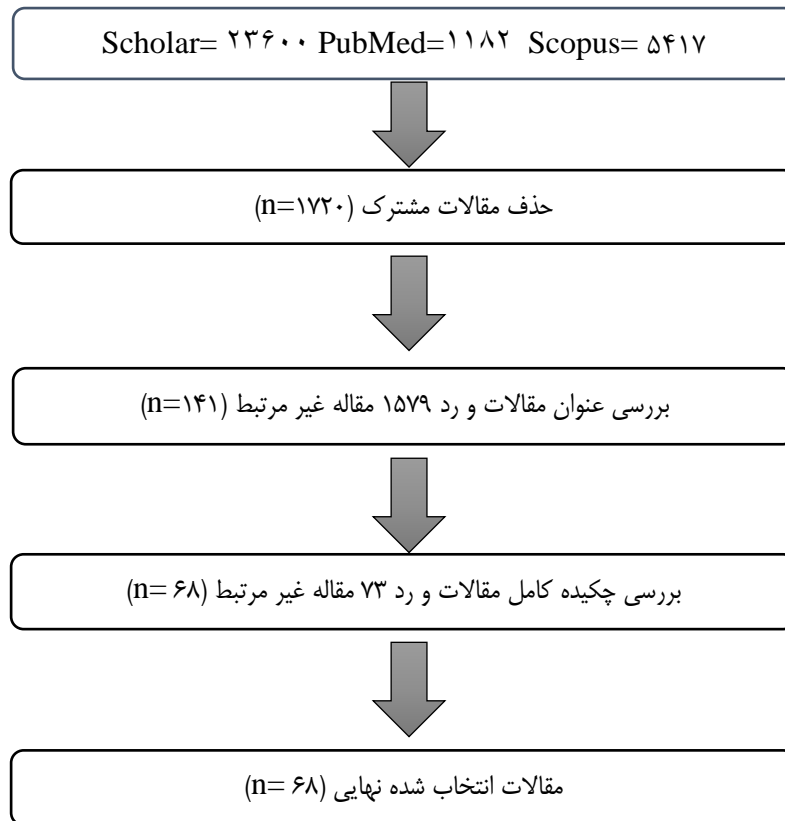 Scholar= ۲۳۶۰۰ PubMed=۱۱۸۲ Scopus= ۵۴۱۷
حذف مقالات مشترک (n=۱۷۲۰)
بررسی عنوان مقالات و رد ۱۵۷۹ مقاله غیر مرتبط (n=۱۴۱)
بررسی چکیده کامل مقالات و رد ۷۳ مقاله غیر مرتبط (n= ۶۸)
مقالات انتخاب شده نهایی (n= ۶۸)